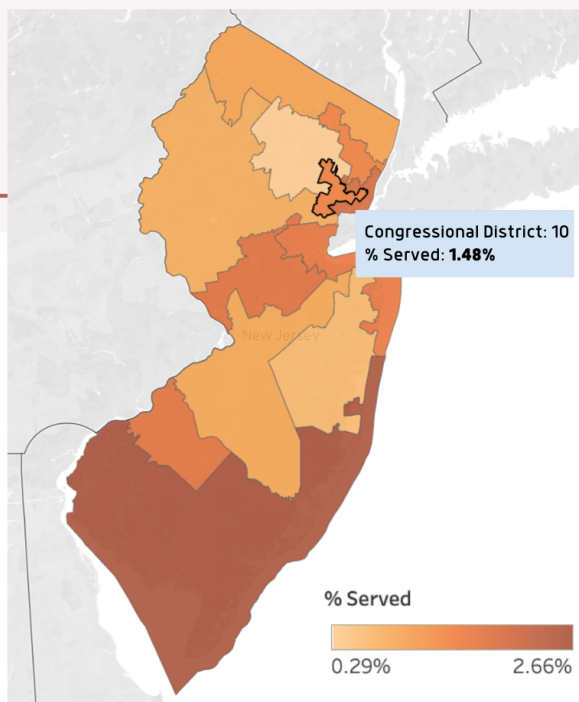 Congressional District: 10
% Served: 1.48%
New Jersey
% Served
0.29% 2.66%